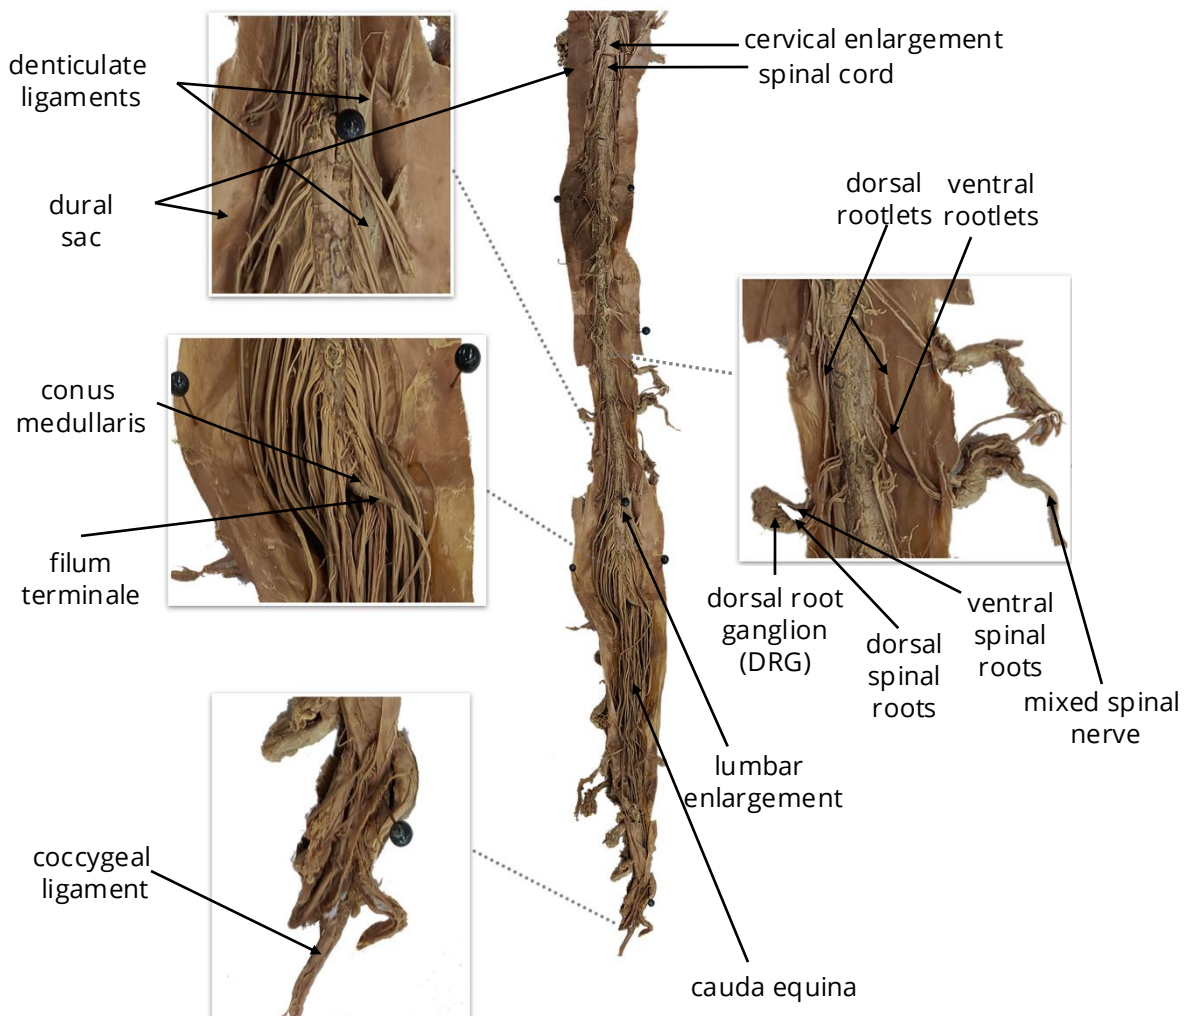 denticulate
ligaments
dural
sac
cervical enlargement
spinal cord
dorsal
rootlets
ventral
rootlets
conus
medullaris
filum
terminale
dorsal root
ganglion
(DRG)
dorsal
spinal
roots
ventral
spinal
roots
mixed spinal
nerve
lumbar
enlargement
coccygeal
ligament
cauda equina